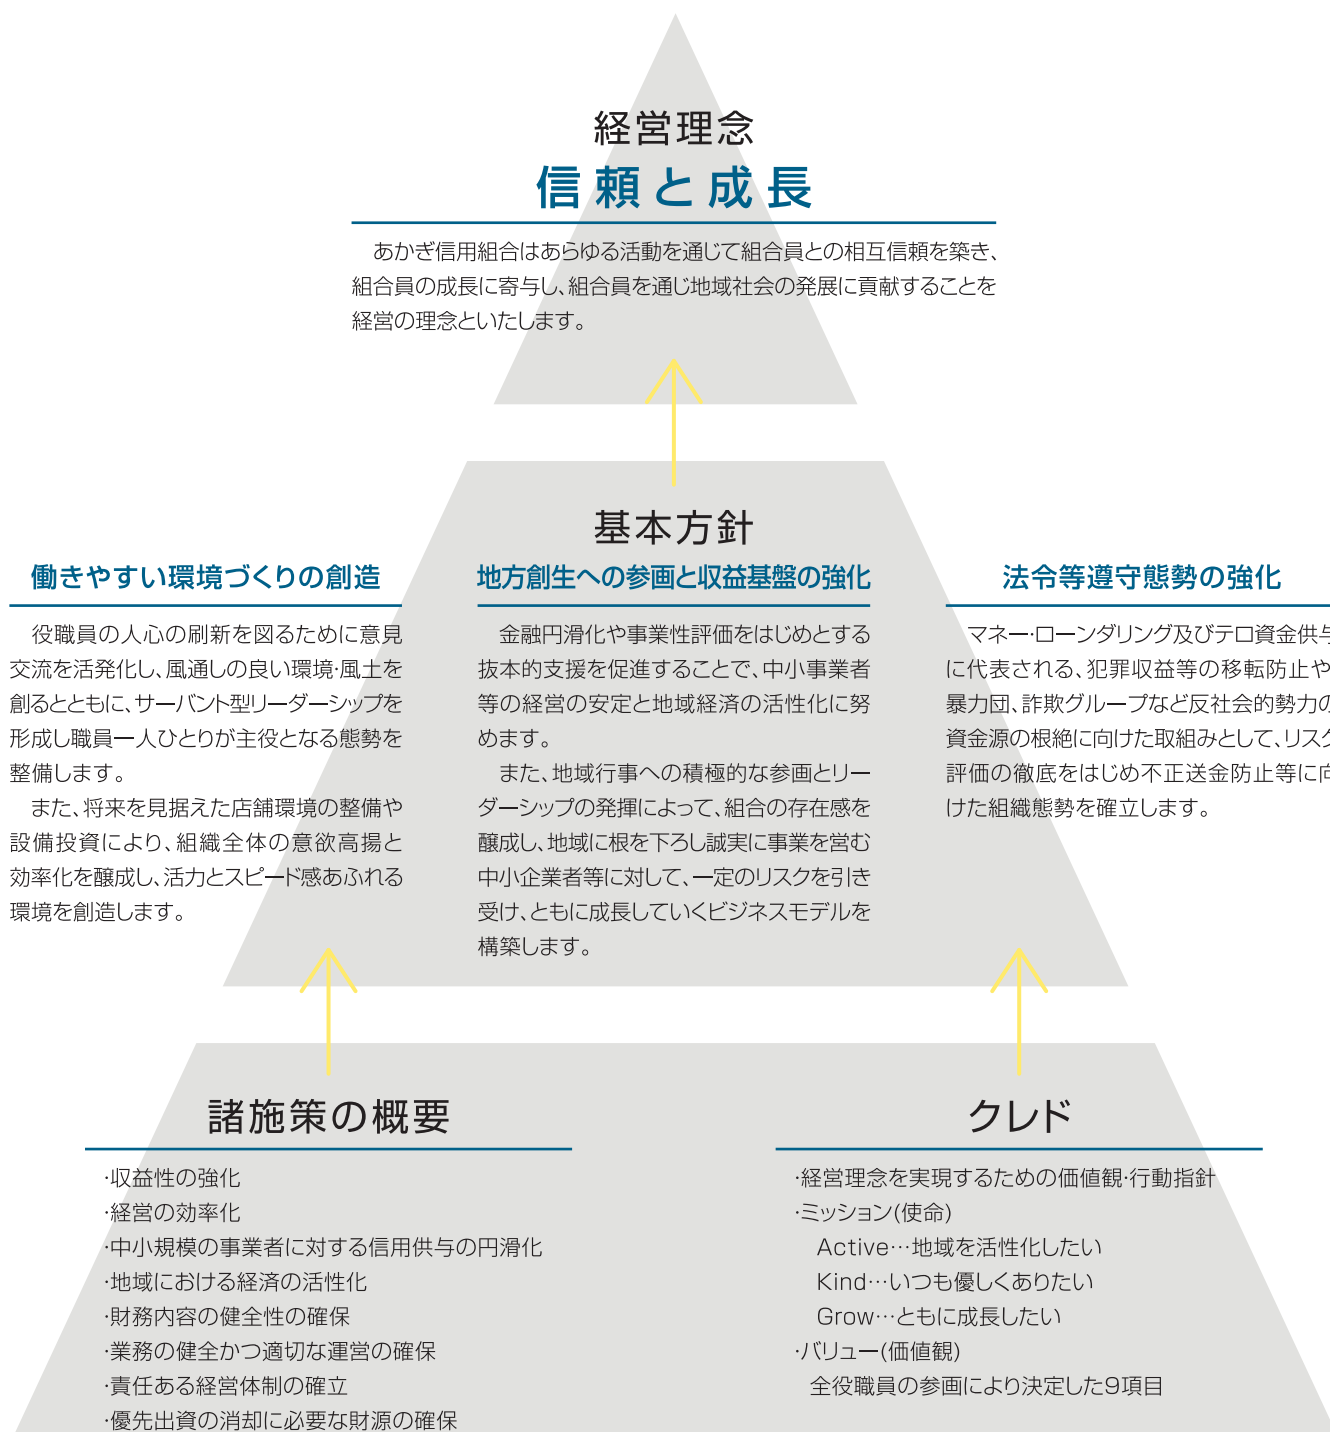 経営理念
信頼と成長
　あかぎ信用組合はあらゆる活動を通じて組合員との相互信頼を築き、
組合員の成長に寄与し、組合員を通じ地域社会の発展に貢献することを
経営の理念といたします。
基本方針
働きやすい環境づくりの創造
　役職員の人心の刷新を図るために意見
交流を活発化し、風通しの良い環境・風土を
創るとともに、サーバント型リーダーシップを
形成し職員一人ひとりが主役となる態勢を
整備します。
　また、将来を見据えた店舗環境の整備や
設備投資により、組織全体の意欲高揚と
効率化を醸成し、活力とスピード感あふれる
環境を創造します。
地方創生への参画と収益基盤の強化
　金融円滑化や事業性評価をはじめとする
抜本的支援を促進することで、中小事業者
等の経営の安定と地域経済の活性化に努
めます。
　また、地域行事への積極的な参画とリー
ダーシップの発揮によって、組合の存在感を
醸成し、地域に根を下ろし誠実に事業を営む
中小企業者等に対して、一定のリスクを引き
受け、ともに成長していくビジネスモデルを
構築します。
法令等遵守態勢の強化
　マネー・ローンダリング及びテロ資金供与
に代表される、犯罪収益等の移転防止や
暴力団、詐欺グループなど反社会的勢力の
資金源の根絶に向けた取組みとして、リスク
評価の徹底をはじめ不正送金防止等に向
けた組織態勢を確立します。
諸施策の概要
・収益性の強化
・経営の効率化
・中小規模の事業者に対する信用供与の円滑化
・地域における経済の活性化
・財務内容の健全性の確保
・業務の健全かつ適切な運営の確保
・責任ある経営体制の確立
・優先出資の消却に必要な財源の確保
クレド
・経営理念を実現するための価値観・行動指針
・ミッション(使命)
Active…地域を活性化したい
Kind…いつも優しくありたい
Grow…ともに成長したい
・バリュー(価値観)
全役職員の参画により決定した9項目